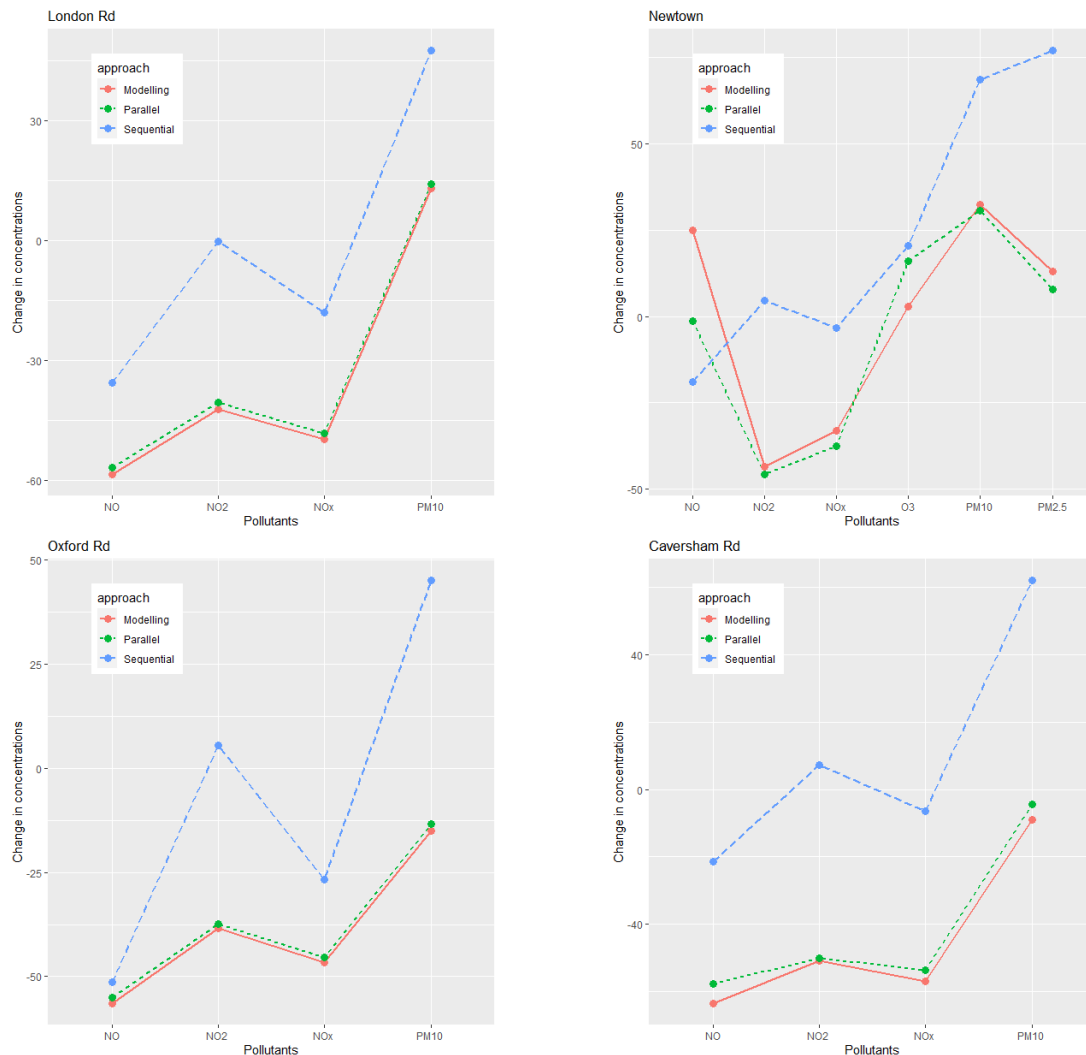 London Rd
approach
Modelling
Parallel
Sequential
30
0
-30
-60
Change in concentrations
NO NO2 NOx PM10
Pollutants
Newtown
approach
Modelling
Parallel
Sequential
50
0
-50
Change in concentrations
NO NO2 NOx O3 PM10 PM2.5
Pollutants
Oxford Rd
approach
Modelling
Parallel
Sequential
50
25
0
-25
-50
Change in concentrations
NO NO2 NOx PM10
Pollutants
Caversham Rd
approach
Modelling
Parallel
Sequential
40
0
-40
Change in concentrations
NO NO2 NOx PM10
Pollutants